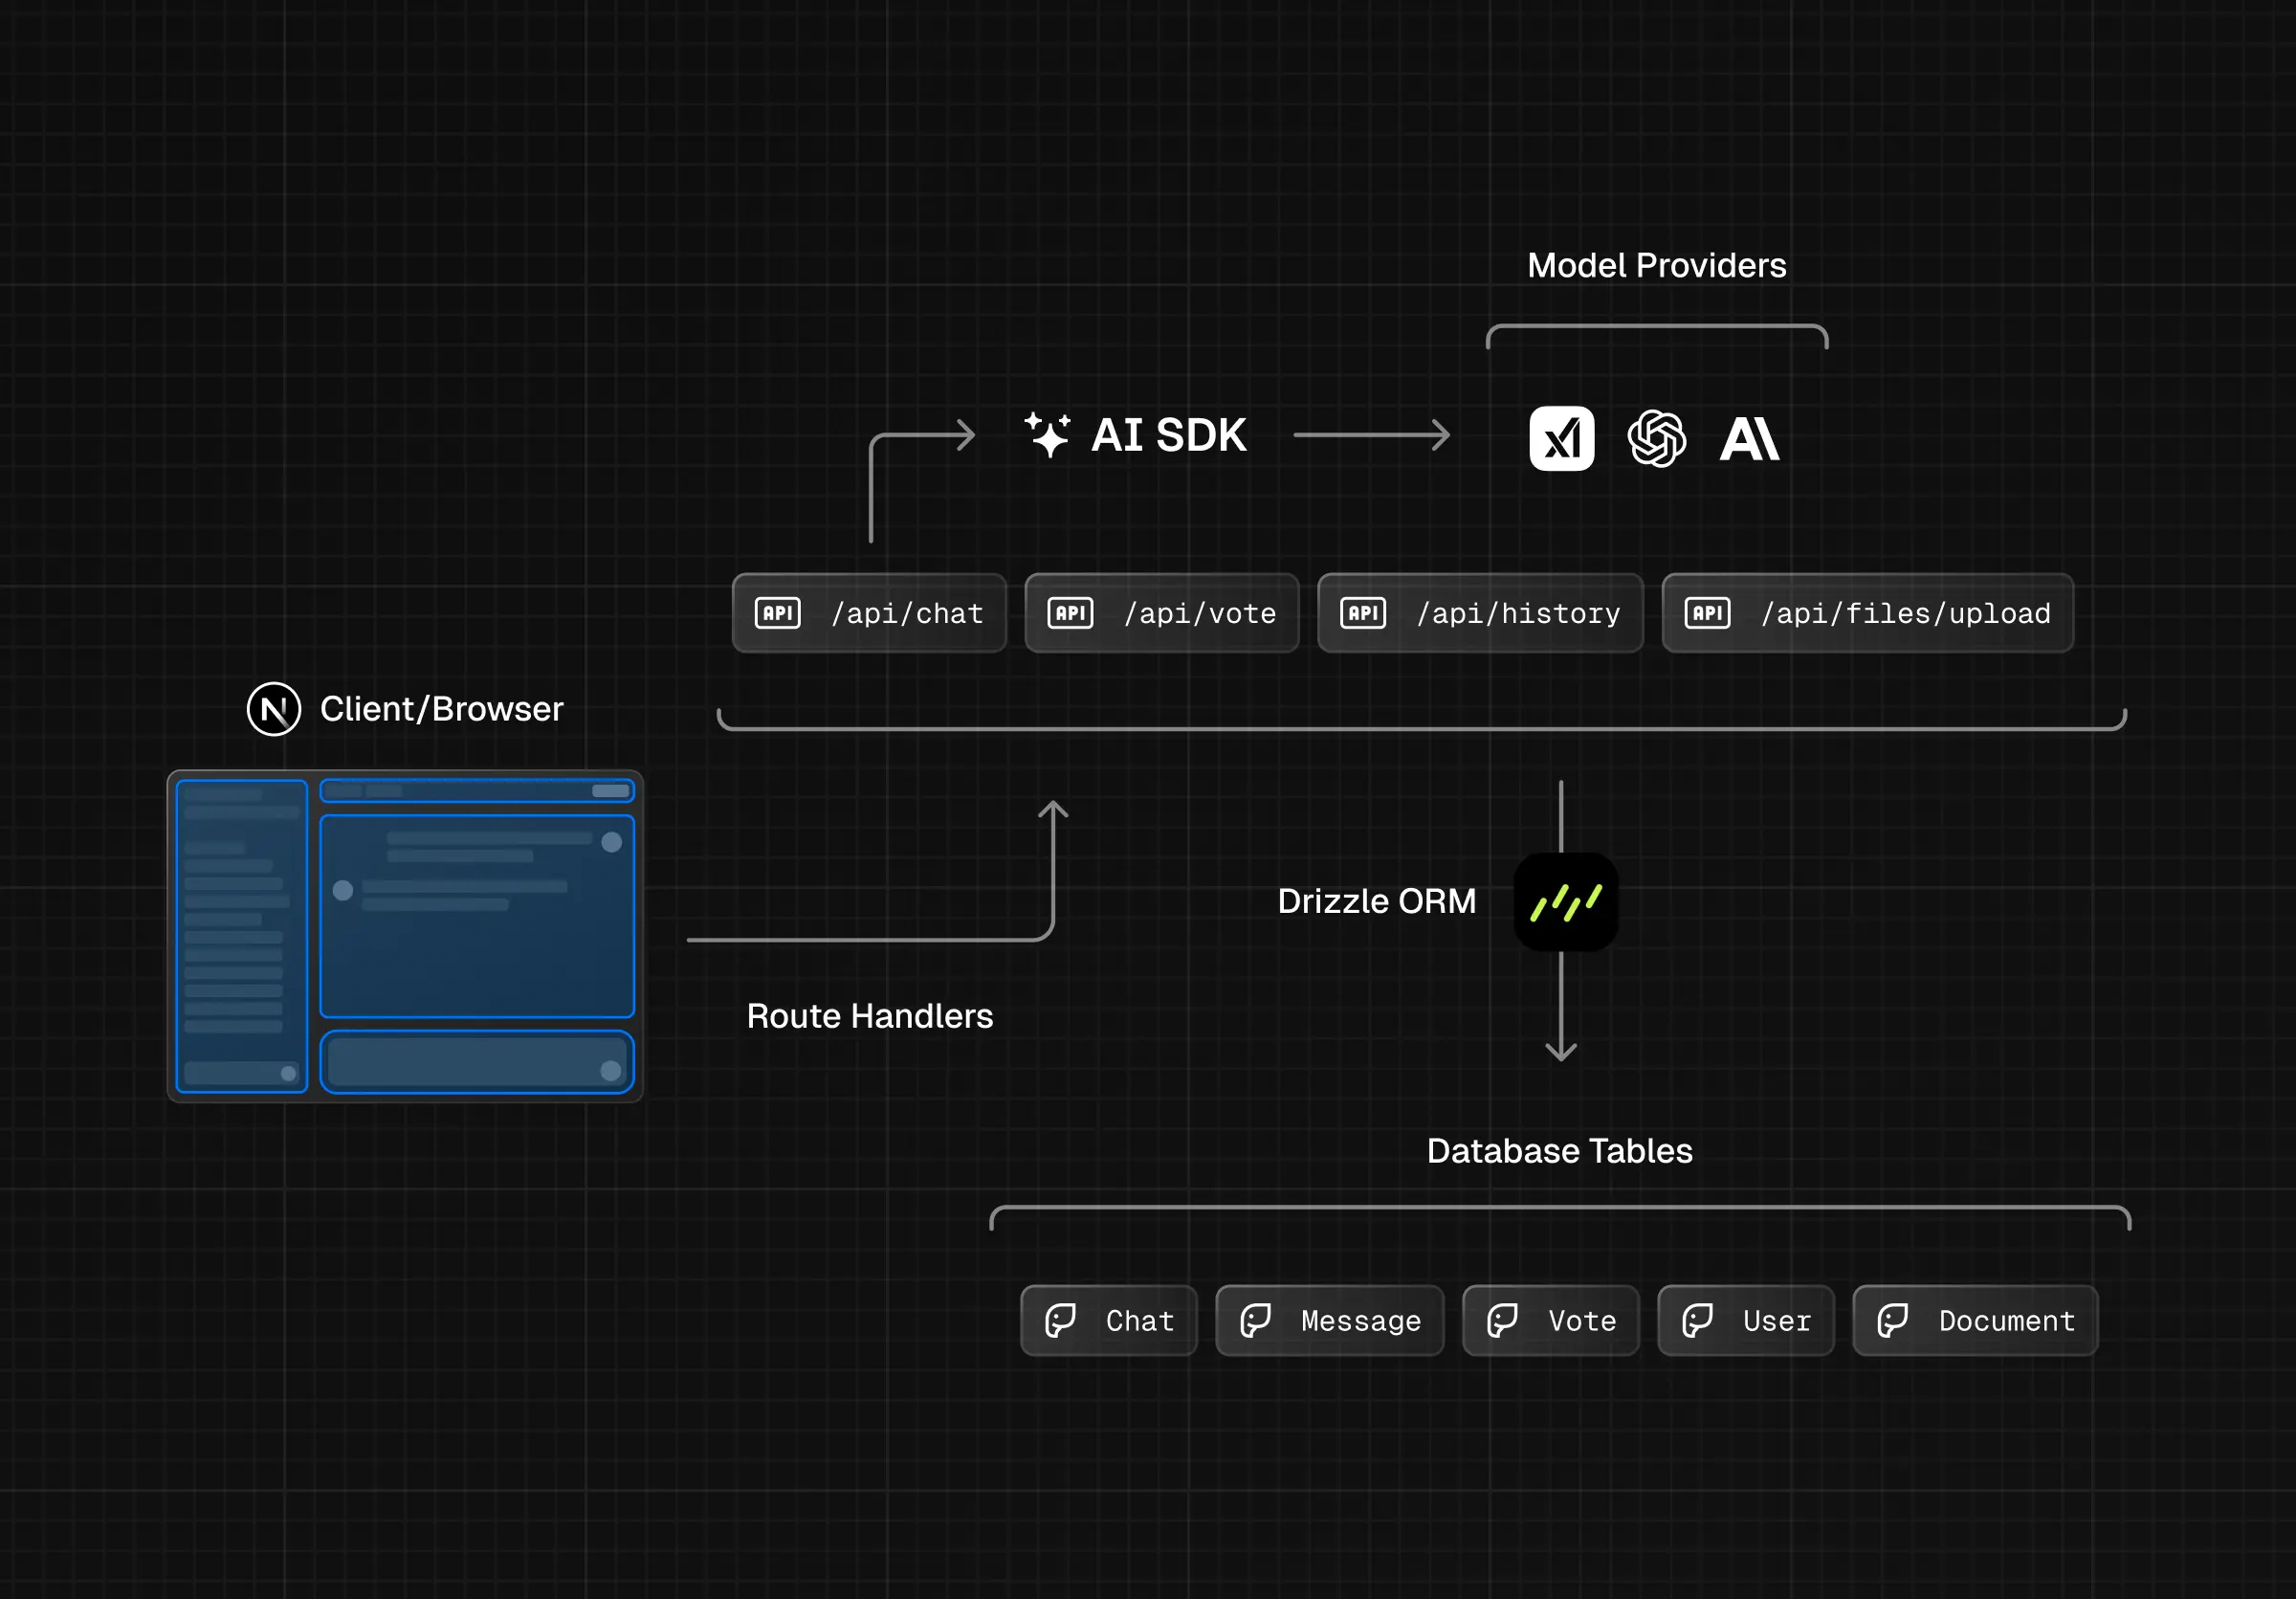 Model Providers
AI SDK
API /api/chat
API /api/vote
API /api/history
API /api/files/upload
Client/Browser
Drizzle ORM
Route Handlers
Database Tables
Chat
Message
Vote
User
Document